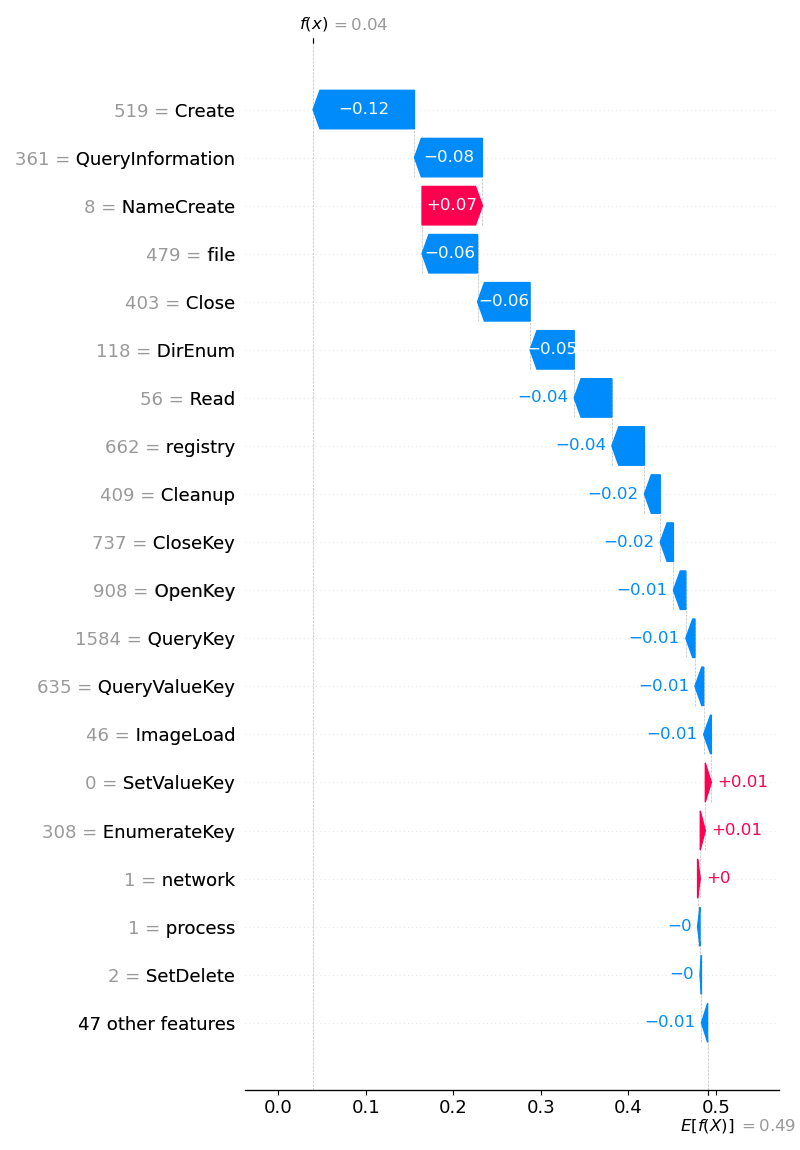 f(x) = 0.04
519 = Create −0.12
361 = QueryInformation −0.08
8 = NameCreate +0.07
479 = file −0.06
403 = Close −0.06
118 = DirEnum −0.05
56 = Read −0.04
662 = registry −0.04
409 = Cleanup −0.02
737 = CloseKey −0.02
908 = OpenKey −0.01
1584 = QueryKey −0.01
635 = QueryValueKey −0.01
46 = ImageLoad −0.01
0 = SetValueKey +0.01
308 = EnumerateKey +0.01
1 = network +0
1 = process −0
2 = SetDelete −0
47 other features −0.01
0.0 0.1 0.2 0.3 0.4 0.5
E[f(X)] = 0.49